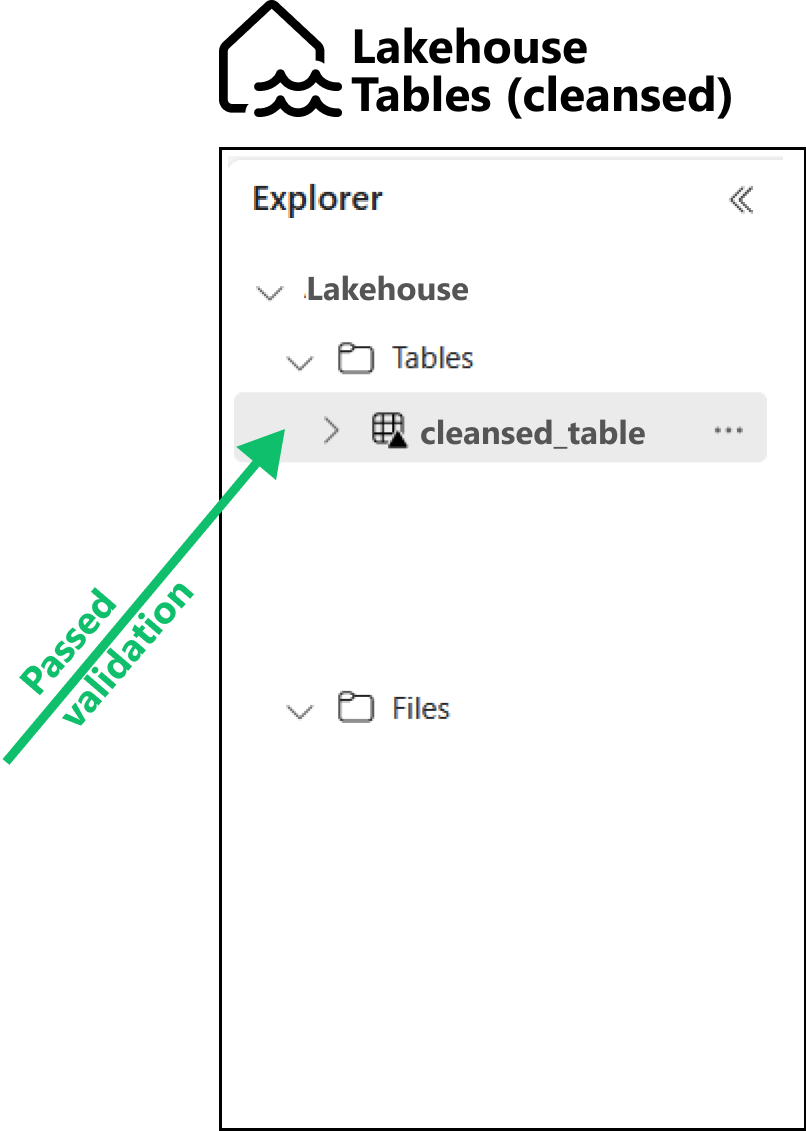 Lakehouse
Tables (cleansed)
Explorer
Lakehouse
Tables
cleansed_table
Passed
validation
Files